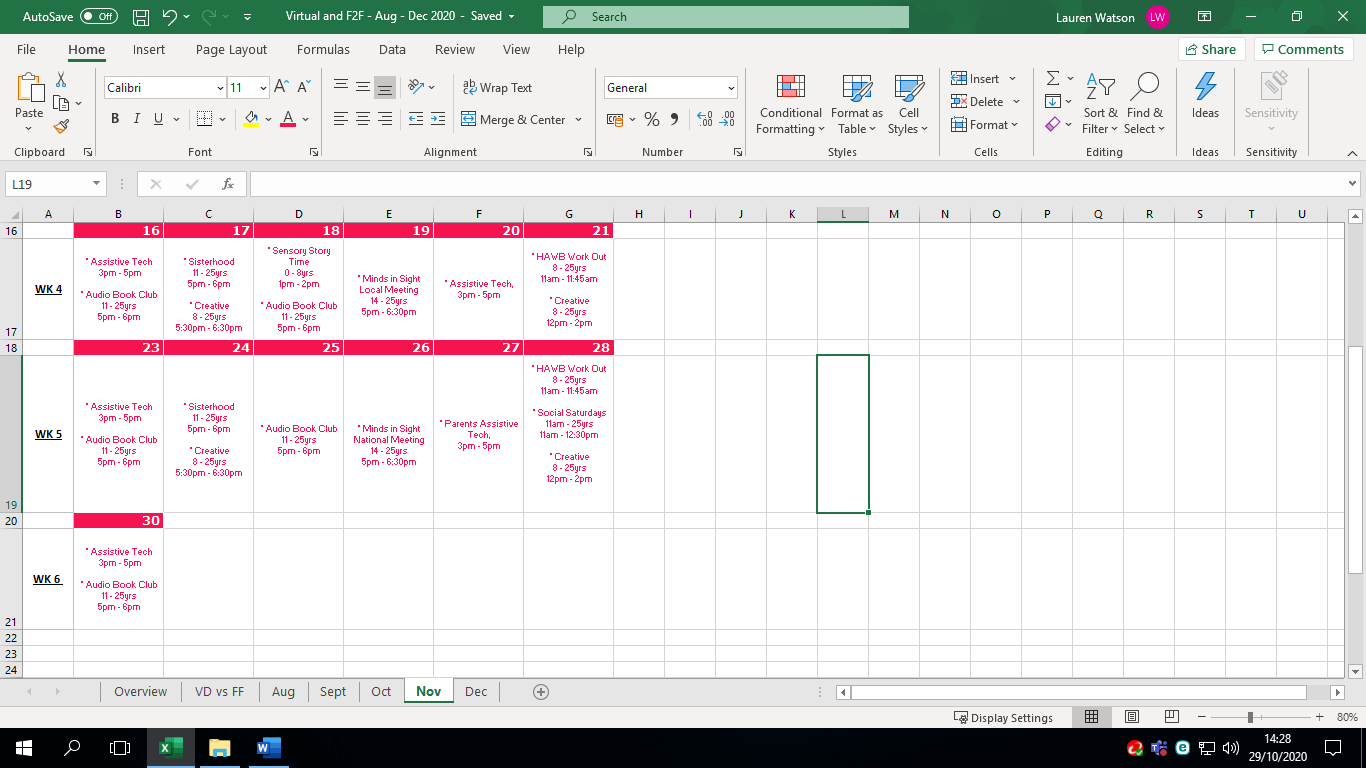 AutoSave Off Virtual and F2F - Aug - Dec 2020 - Saved Search Lauren Watson LW
File Home Insert Page Layout Formulas Data Review View Help Share Comments
Paste
Clipboard
Calibri 11
B I U A
Font
ab Wrap Text
Merge & Center
Alignment
General
% 
Number
Conditional Formatting
Format as Table
Cell Styles
Styles
Insert
Delete
Format
Cells
Sort & Filter
Find & Select
Editing
Ideas
Ideas
Sensitivity
Sensitivity
L19 fx
A B C D E F G H I J K L M N O P Q R S T U
16 16 17 18 19 20 21
17
WK 4
* Assistive Tech
3pm - 5pm
* Audio Book Club
11 - 25yrs
5pm - 6pm
* Sisterhood
11 - 25yrs
5pm - 6pm
* Creative
8 - 25yrs
5:30pm - 6:30pm
* Sensory Story
Time
0 - 8yrs
1pm - 2pm
* Audio Book Club
11 - 25yrs
5pm - 6pm
* Minds in Sight
Local Meeting
14 - 25yrs
5pm - 6:30pm
* Assistive Tech,
3pm - 5pm
* HAWB Work Out
8 - 25yrs
11am - 11:45am
* Creative
8 - 25yrs
12pm - 2pm
18 23 24 25 26 27 28
19
WK 5
* Assistive Tech
3pm - 5pm
* Audio Book Club
11 - 25yrs
5pm - 6pm
* Sisterhood
11 - 25yrs
5pm - 6pm
* Creative
8 - 25yrs
5:30pm - 6:30pm
* Audio Book Club
11 - 25yrs
5pm - 6pm
* Minds in Sight
National Meeting
14 - 25yrs
5pm - 6:30pm
* Parents Assistive
Tech,
3pm - 5pm
* HAWB Work Out
8 - 25yrs
11am - 11:45am
* Social Saturdays
11am - 25yrs
11am - 12:30pm
* Creative
8 - 25yrs
12pm - 2pm
20 30
21
WK 6
* Assistive Tech
3pm - 5pm
* Audio Book Club
11 - 25yrs
5pm - 6pm
22
23
24
Overview VD vs FF Aug Sept Oct Nov Dec
Display Settings 80%
14:28
29/10/2020